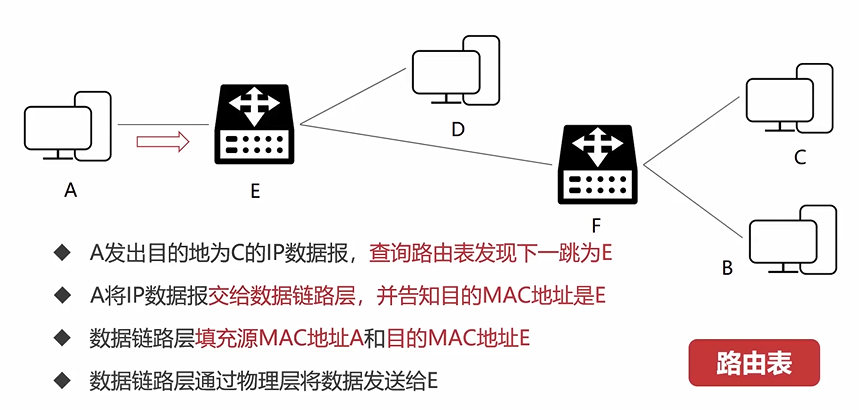 D
C
A
E
F
B
◆ A发出目的地为C的IP数据报，查询路由表发现下一跳为E
◆ A将IP数据报交给数据链路层，并告知目的MAC地址是E
◆ 数据链路层填充源MAC地址A和目的MAC地址E
◆ 数据链路层通过物理层将数据发送给E
路由表